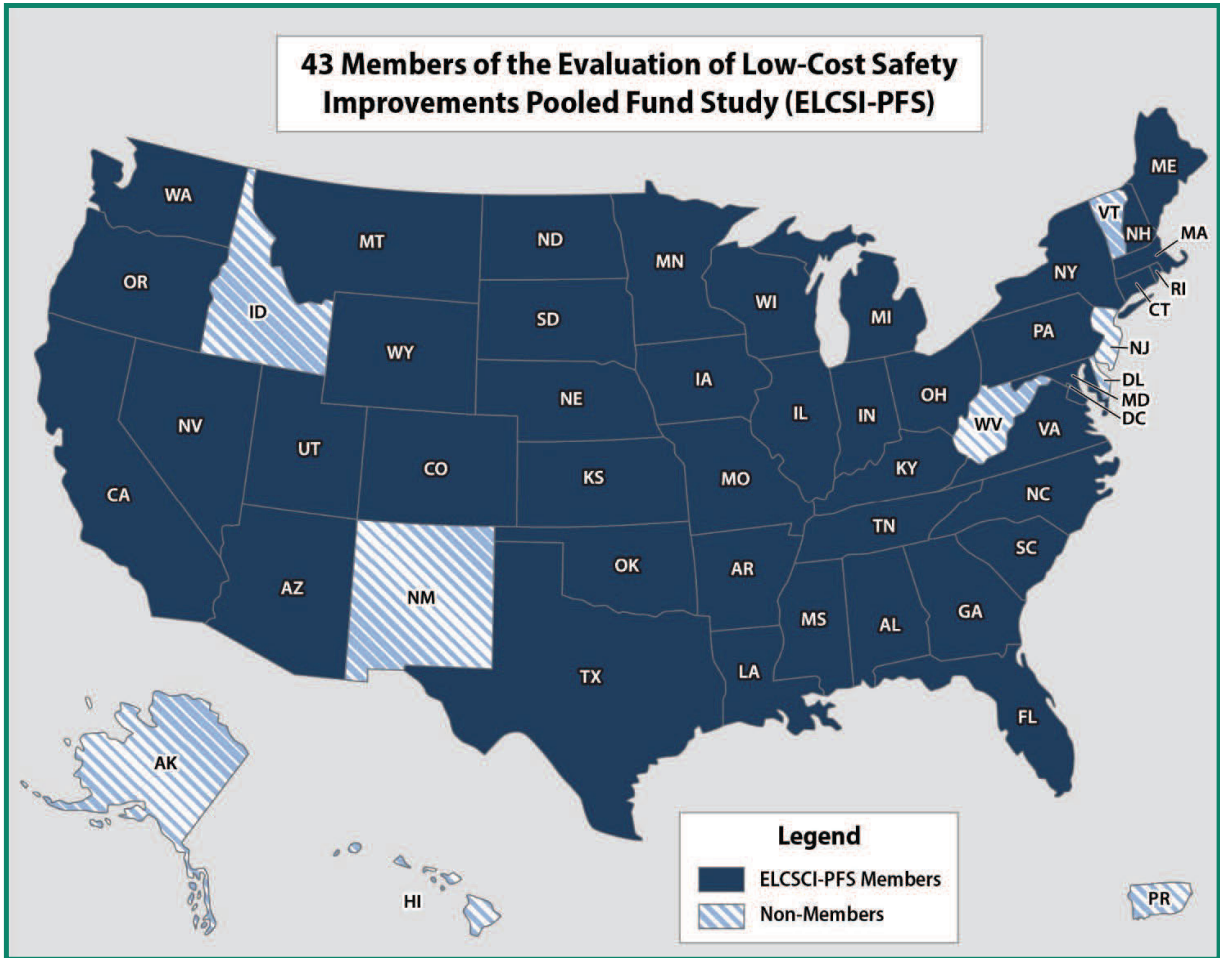 43 Members of the Evaluation of Low-Cost Safety
Improvements Pooled Fund Study (ELCSI-PFS)
ME
WA
VT
NH
MA
MT
ND
MN
NY
OR
WI
RI
ID
CT
SD
MI
PA
NJ
WY
IA
DL
OH
NE
MD
IL
IN
DC
NV
WV
VA
UT
CO
KY
KS
MO
CA
NC
TN
SC
OK
AR
AZ
NM
GA
MS
AL
LA
TX
FL
AK
Legend
ELCSCI-PFS Members
HI
PR
Non-Members